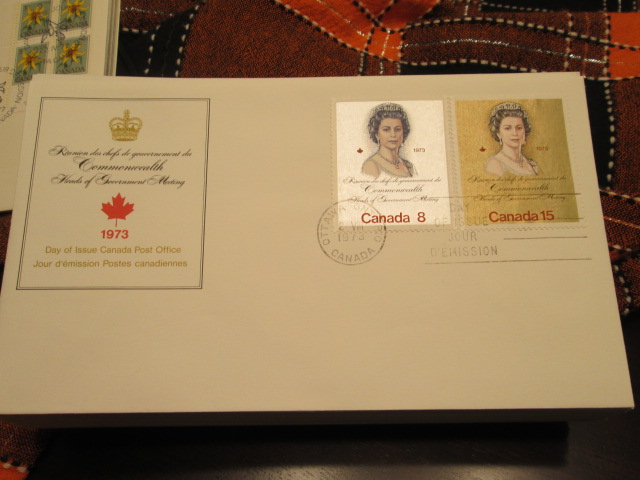 Réunion des chefs de gouvernement du
Commonwealth
Heads of Government Meeting
1973
Day of Issue Canada Post Office
Jour d'émission Postes canadiennes
1973
Réunion des chefs de gouvernement du
Commonwealth
Heads of Government Meeting
Canada 8
1973
Réunion des chefs de gouvernement du
Commonwealth
Heads of Government Meeting
Canada 15
OTTAWA
1973
CANADA
JOUR
D'ÉMISSION